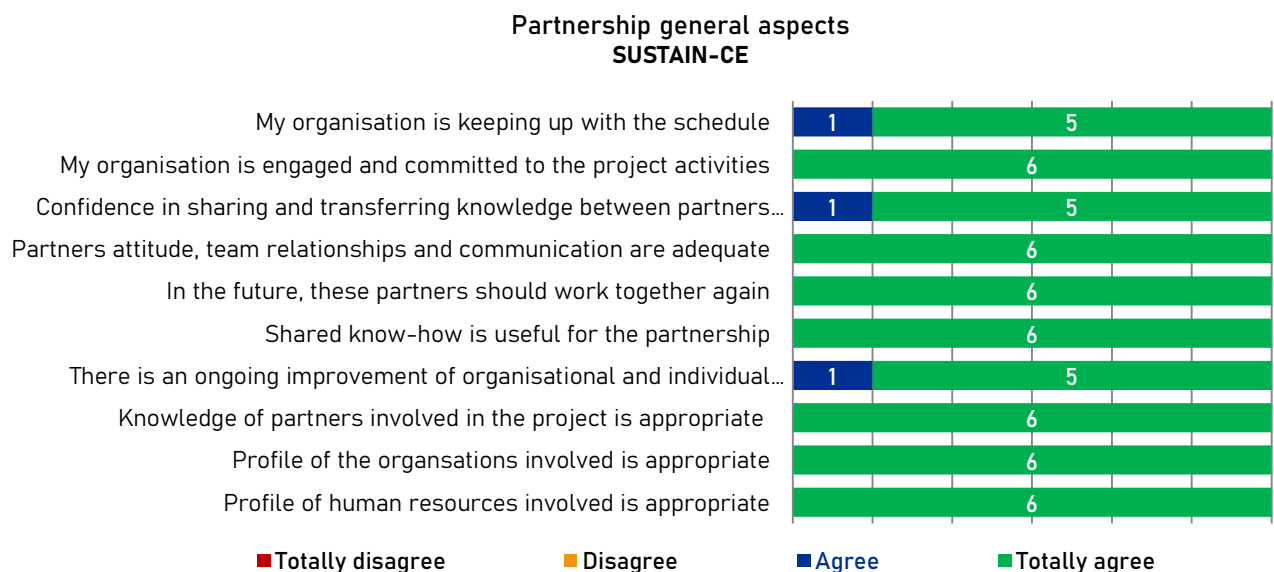 Partnership general aspects
SUSTAIN-CE
My organisation is keeping up with the schedule 1 5
My organisation is engaged and committed to the project activities 6
Confidence in sharing and transferring knowledge between partners… 1 5
Partners attitude, team relationships and communication are adequate 6
In the future, these partners should work together again 6
Shared know-how is useful for the partnership 6
There is an ongoing improvement of organisational and individual… 1 5
Knowledge of partners involved in the project is appropriate 6
Profile of the organsations involved is appropriate 6
Profile of human resources involved is appropriate 6
Totally disagree Disagree Agree Totally agree